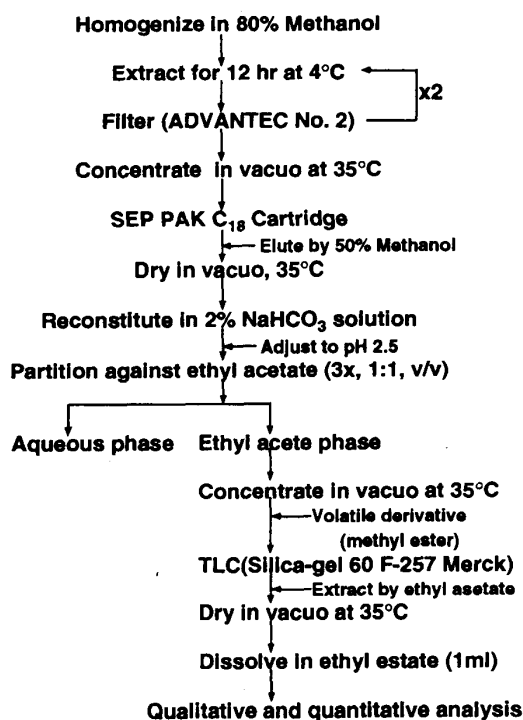 Homogenize in 80% Methanol
Extract for 12 hr at 4°C
x2
Filter (ADVANTEC No. 2)
Concentrate in vacuo at 35°C
SEP PAK C18 Cartridge
Elute by 50% Methanol
Dry in vacuo, 35°C
Reconstitute in 2% NaHCO3 solution
Adjust to pH 2.5
Partition against ethyl acetate (3x, 1:1, v/v)
Aqueous phase Ethyl acete phase
Concentrate in vacuo at 35°C
Volatile derivative
(methyl ester)
TLC(Silica-gel 60 F-257 Merck)
Extract by ethyl asetate
Dry in vacuo at 35°C
Dissolve in ethyl estate (1ml)
Qualitative and quantitative analysis